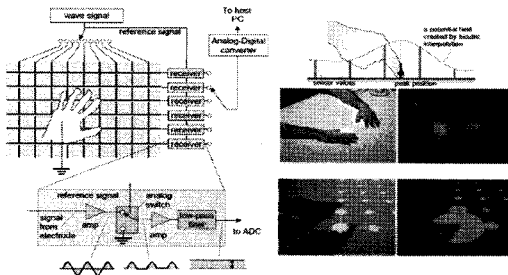 wave signal
reference signal
To host
PC
Analog-Digital
converter
receiver
receiver
receiver
receiver
receiver
receiver
reference signal
analog
switch
signal
from
electrode
amp
amp
low-pass
filter
to ADC
a potential field
created by bicubic
interpolation
sensor values
peak position